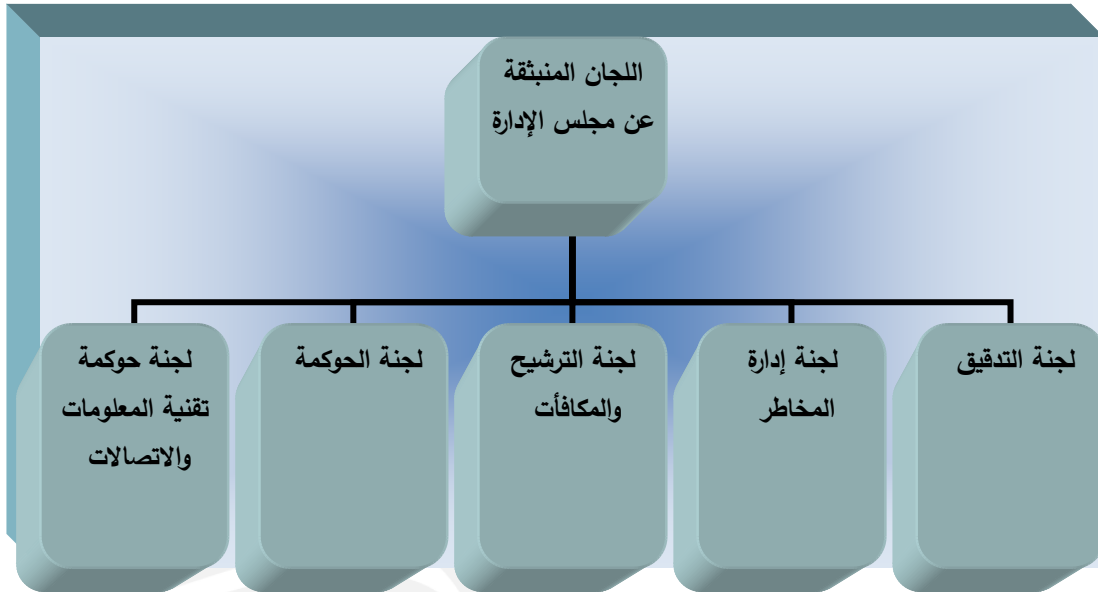 اللجان المنبثقة
عن مجلس الإدارة
لجنة التدقيق
لجنة إدارة
المخاطر
لجنة الترشيح
والمكافأت
لجنة الحوكمة
لجنة حوكمة
تقنية المعلومات
والاتصالات